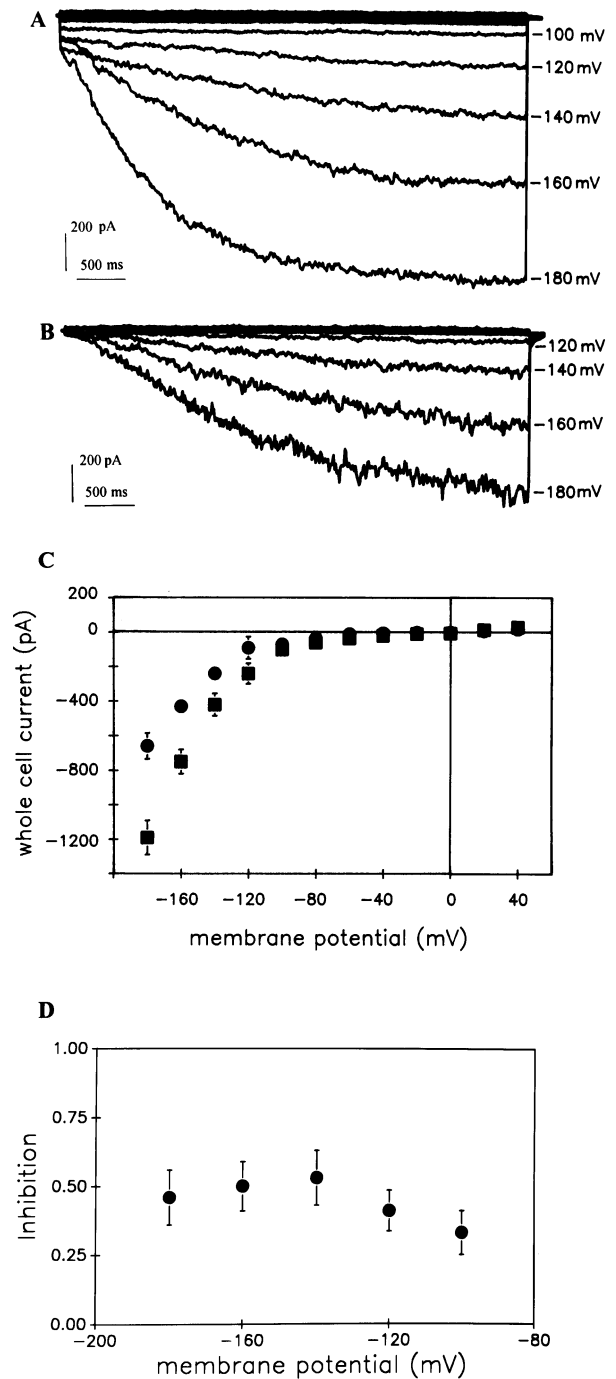 A
−100 mV
−120 mV
−140 mV
−160 mV
−180 mV
200 pA
500 ms
B
−120 mV
−140 mV
−160 mV
−180 mV
200 pA
500 ms
C
200
0
−400
−800
−1200
whole cell current (pA)
−160 −120 −80 −40 0 40
membrane potential (mV)
D
1.00
0.75
0.50
0.25
0.00
Inhibition
−200 −160 −120 −80
membrane potential (mV)